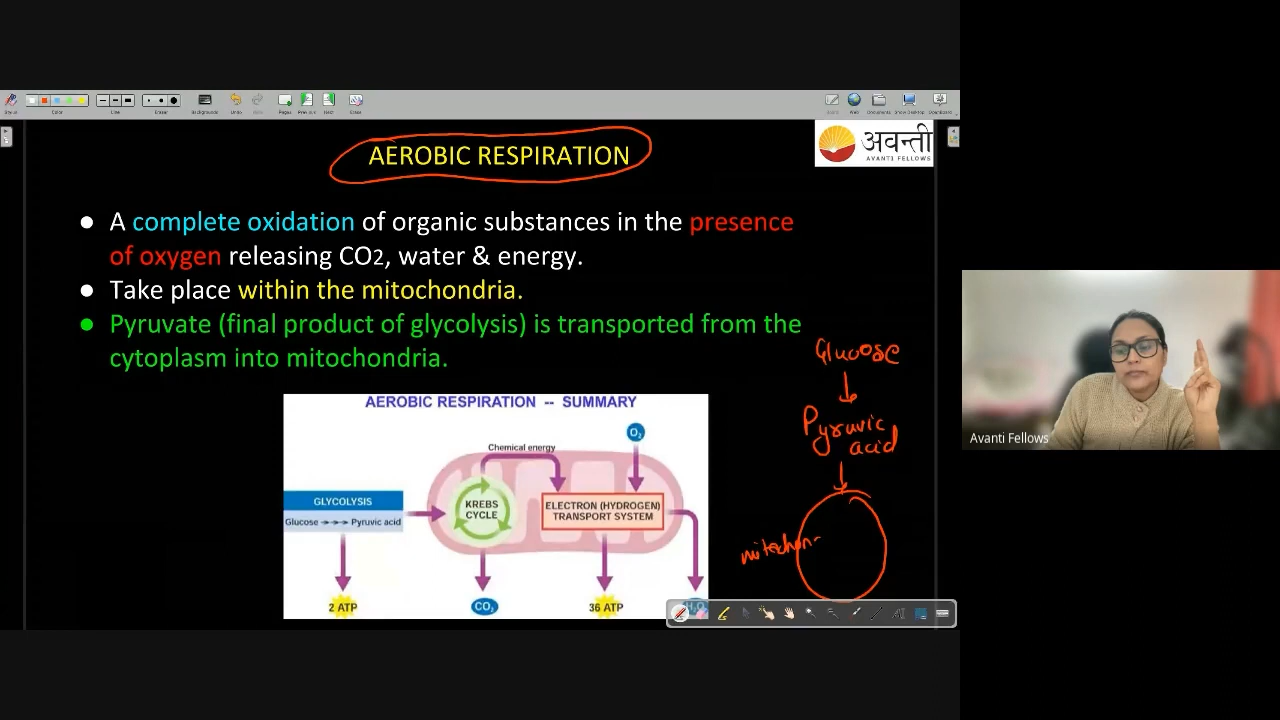 AEROBIC RESPIRATION
अवन्ती
AVANTI FELLOWS
● A complete oxidation of organic substances in the presence
of oxygen releasing CO2, water & energy.
● Take place within the mitochondria.
● Pyruvate (final product of glycolysis) is transported from the
cytoplasm into mitochondria.
Glucose
Pyruvic
acid
mitochon-
AEROBIC RESPIRATION -- SUMMARY
O₂
Chemical energy
GLYCOLYSIS
Glucose → → → Pyruvic acid
KREBS
CYCLE
ELECTRON (HYDROGEN)
TRANSPORT SYSTEM
2 ATP
CO₂
36 ATP
H₂O
Avanti Fellows